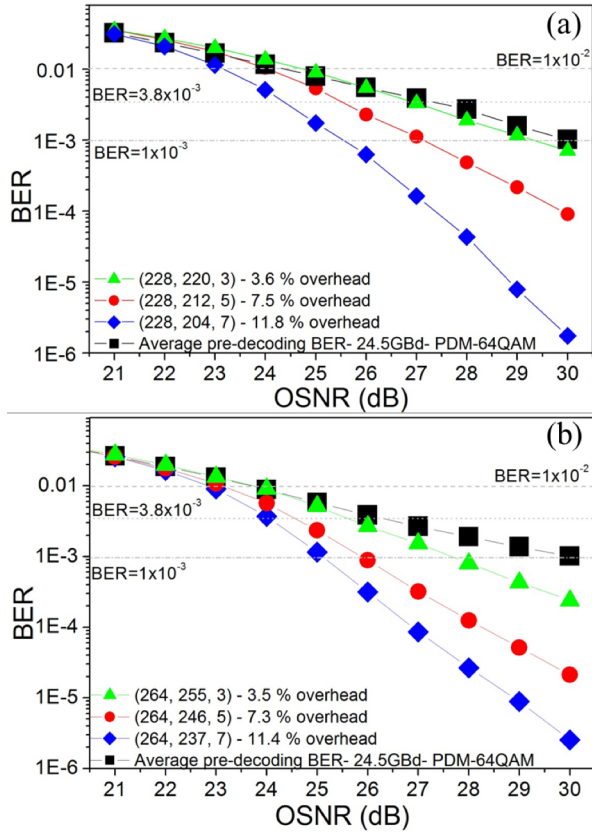 (a)
0.01
BER=1x10⁻²
BER=3.8x10⁻³
1E-3
BER=1x10⁻³
BER
1E-4
1E-5
(228, 220, 3) - 3.6 % overhead
(228, 212, 5) - 7.5 % overhead
(228, 204, 7) - 11.8 % overhead
Average pre-decoding BER- 24.5GBd- PDM-64QAM
1E-6
21 22 23 24 25 26 27 28 29 30
OSNR (dB)
(b)
BER=1x10⁻²
0.01
BER=3.8x10⁻³
1E-3
BER=1x10⁻³
BER
1E-4
1E-5
(264, 255, 3) - 3.5 % overhead
(264, 246, 5) - 7.3 % overhead
(264, 237, 7) - 11.4 % overhead
Average pre-decoding BER- 24.5GBd- PDM-64QAM
1E-6
21 22 23 24 25 26 27 28 29 30
OSNR (dB)